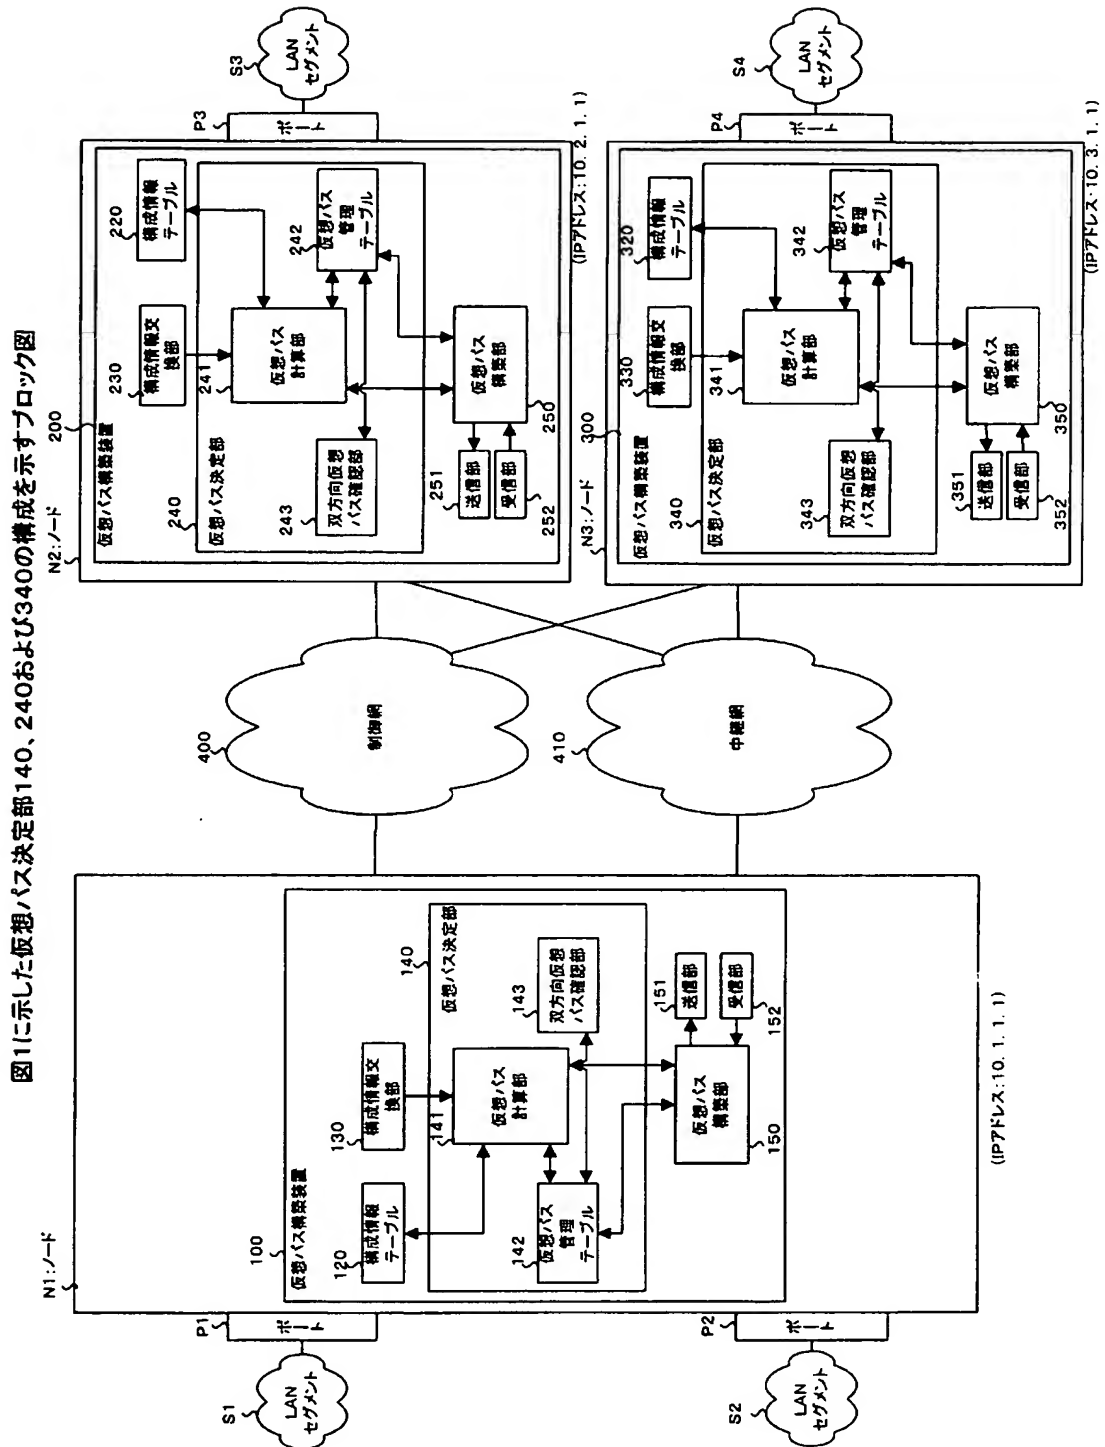 図1に示した仮想パス決定部140、240および340の構成を示すブロック図
N1:ノード
100
仮想パス構築装置
120
構成情報
テーブル
130
構成情報交
換部
140
仮想パス決定部
141
仮想パス
計算部
142
仮想パス
管理
テーブル
143
双方向仮想
パス確認部
150
仮想パス
構築部
151
送信部
152
受信部
(IPアドレス:10. 1. 1. 1)
P1
ポート
S1
LAN
セグメント
P2
ポート
S2
LAN
セグメント
400
制御網
410
中継網
N2:ノード
200
仮想パス構築装置
220
構成情報
テーブル
230
構成情報交
換部
240
仮想パス決定部
241
仮想パス
計算部
242
仮想パス
管理
テーブル
243
双方向仮想
パス確認部
250
仮想パス
構築部
251
送信部
252
受信部
(IPアドレス:10. 2. 1. 1)
P3
ポート
S3
LAN
セグメント
N3:ノード
300
仮想パス構築装置
320
構成情報
テーブル
330
構成情報交
換部
340
仮想パス決定部
341
仮想パス
計算部
342
仮想パス
管理
テーブル
343
双方向仮想
パス確認部
350
仮想パス
構築部
351
送信部
352
受信部
(IPアドレス:10. 3. 1. 1)
P4
ポート
S4
LAN
セグメント